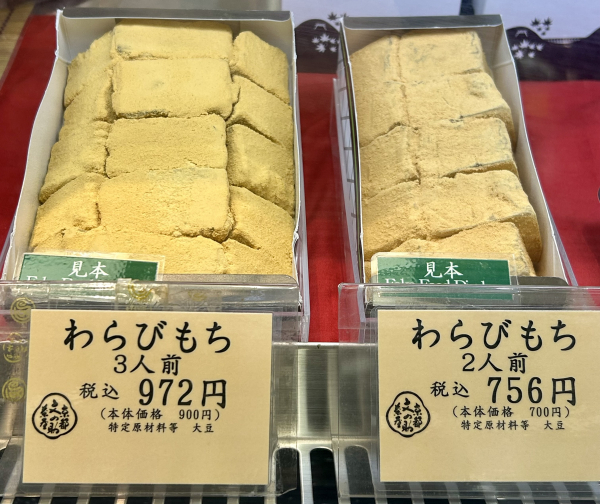 見本
わらびもち
3人前
税込 972円
(本体価格 900円)
特定原材料等 大豆
見本
わらびもち
2人前
税込 756円
(本体価格 700円)
特定原材料等 大豆